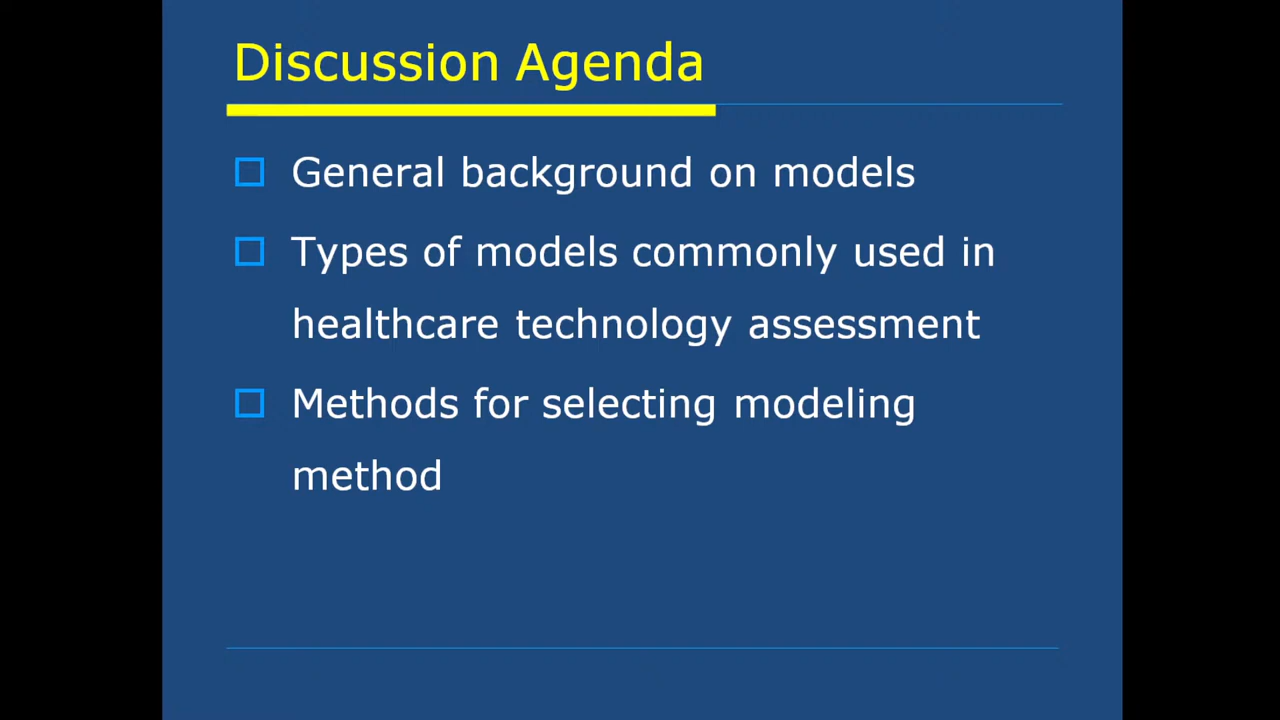 Discussion Agenda
General background on models
Types of models commonly used in
healthcare technology assessment
Methods for selecting modeling
method